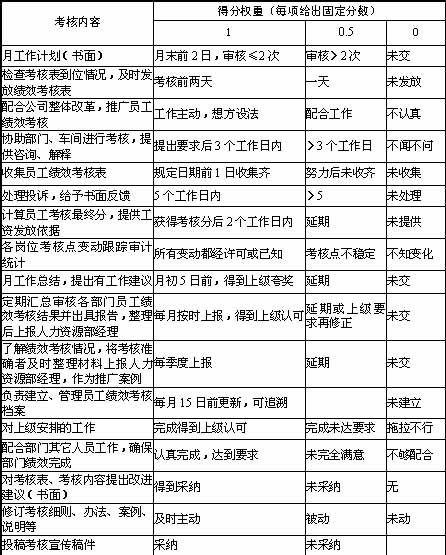 考核内容
得分权重（每项给出固定分数）
1
0.5
0
月工作计划（书面）
月末前2日，审核≤2次
审核>2次
未交
检查考核表到位情况，及时发
放绩效考核表
考核前两天
一天
未发放
配合公司整体改革，推广员工
绩效考核
工作主动，想方设法
配合工作
不认真
协助部门、车间进行考核，提
供咨询、解释
提出要求后3个工作日内
>3个工作日
不闻不问
收集员工绩效考核表
规定日期前1日收集齐
努力后未收齐
未收集
处理投诉，给予书面反馈
5个工作日内
>5
未处理
计算员工考核最终分，提供工
资发放依据
获得考核分后2个工作日内
延期
未提供
各岗位考核点变动跟踪审计
统计
所有变动都经许可或已知
考核点不稳定
不知变化
月工作总结，提出有工作建议
月初5日前，得到上级夸奖
延期
未交
定期汇总审核各部门员工绩
效考核结果并出具报告，整理
后上报人力资源部经理
每月按时上报，得到上级认可
延期或上级要
求再修正
未交
了解绩效考核情况，将考核准
确者及时整理材料上报人力
资源部经理，作为推广案例
每季度上报
延期
未交
负责建立、管理员工绩效考核
档案
每月15日前更新，可追溯
未建立
对上级安排的工作
完成得到上级认可
完成未达要求
拖拉不行
配合部门其它人员工作，确保
部门绩效完成
认真完成，达到要求
未完全满意
不够配合
对考核表、考核内容提出改进
建议（书面）
得到采纳
未采纳
无
修订考核细则、办法、案例、
说明等
及时主动
被动
未动
投稿考核宣传稿件
采纳
未采纳